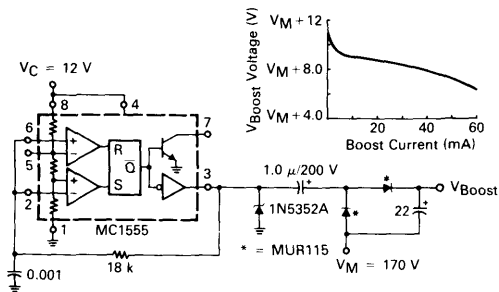 V_C = 12 V
8
4
7
6
5
2
3
1
R
S
Q̅
+
−
+
−
MC1555
18 k
0.001
1.0 μ/200 V
+
1N5352A
*
*
* = MUR115
22
+
V_Boost
V_M = 170 V
V_Boost Voltage (V)
V_M + 12
V_M + 8.0
V_M + 4.0
0
20
40
60
Boost Current (mA)